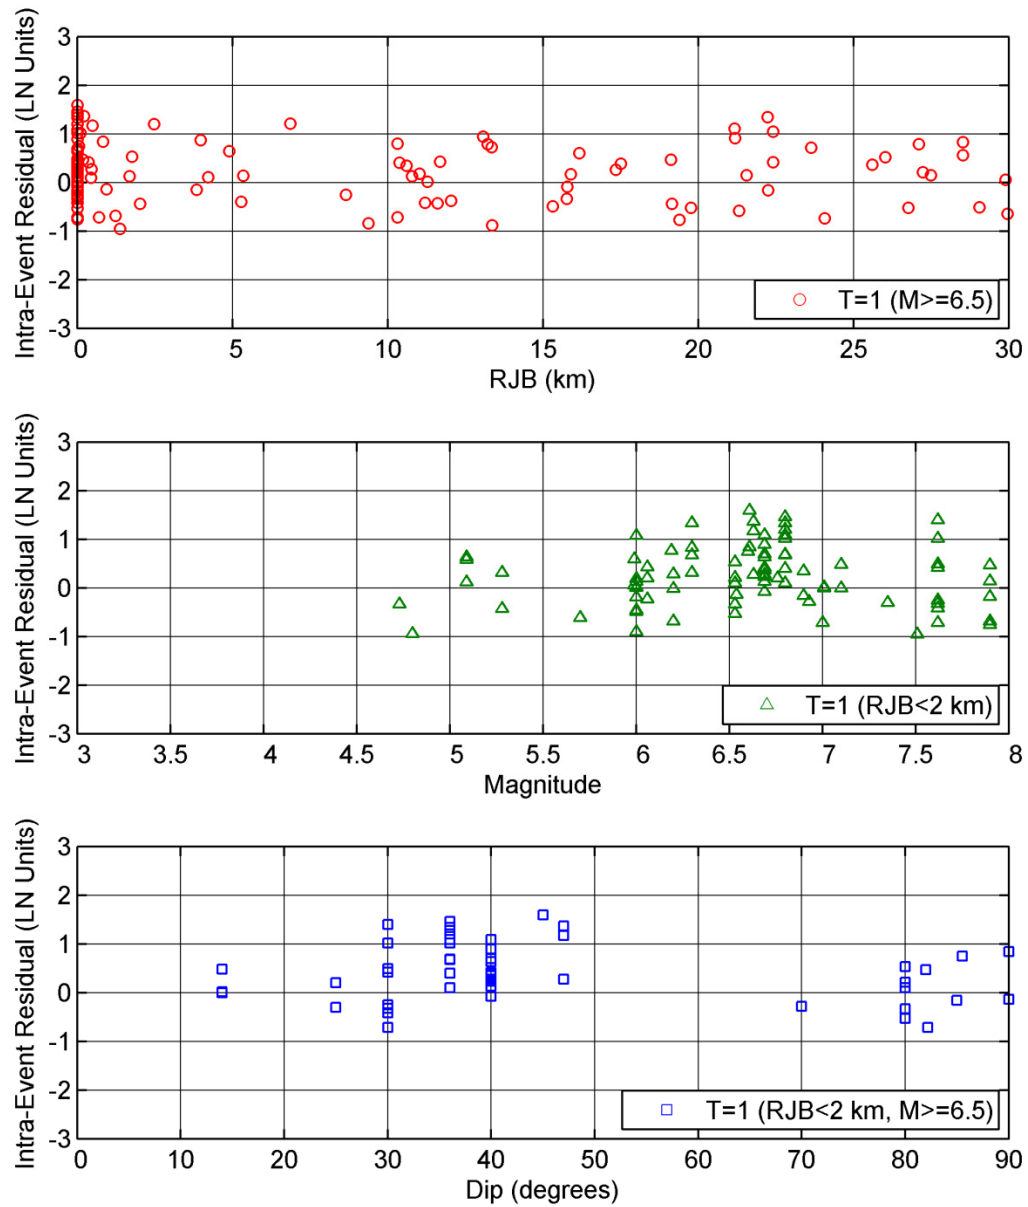 3
2
1
0
-1
-2
-3
Intra-Event Residual (LN Units)
T=1 (M>=6.5)
0 5 10 15 20 25 30
RJB (km)
3
2
1
0
-1
-2
-3
Intra-Event Residual (LN Units)
T=1 (RJB<2 km)
3 3.5 4 4.5 5 5.5 6 6.5 7 7.5 8
Magnitude
3
2
1
0
-1
-2
-3
Intra-Event Residual (LN Units)
T=1 (RJB<2 km, M>=6.5)
0 10 20 30 40 50 60 70 80 90
Dip (degrees)